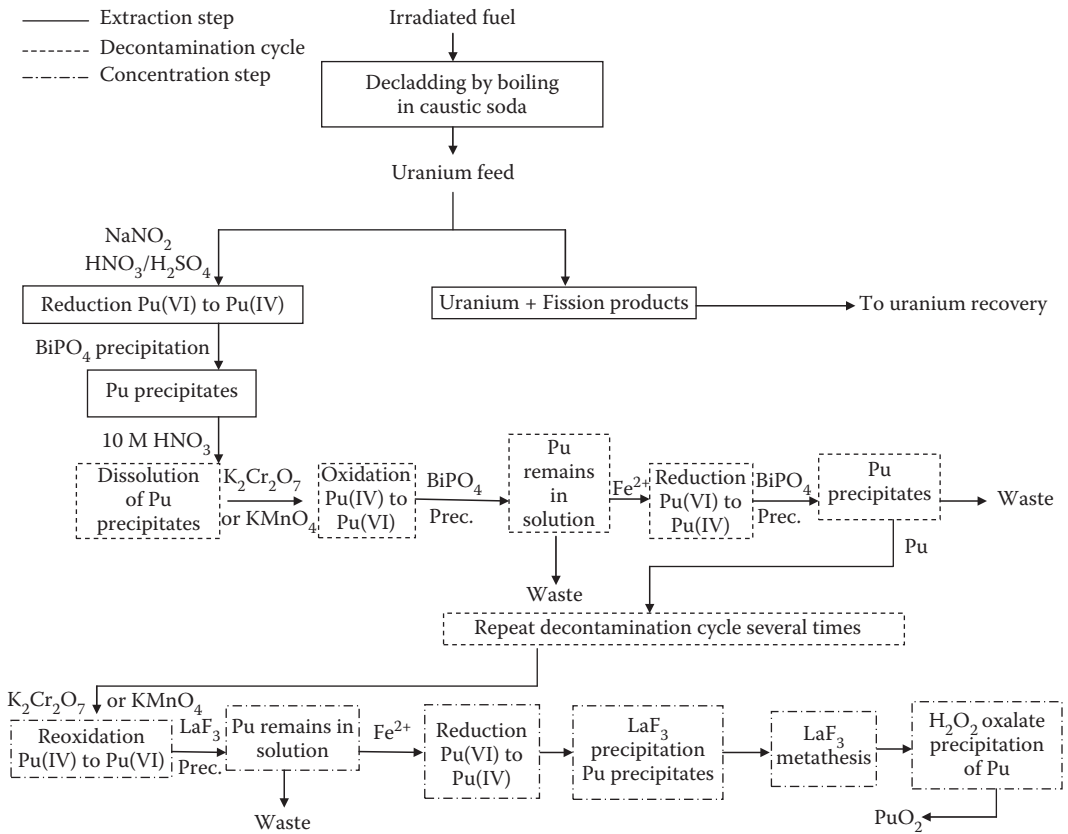 Extraction step
Decontamination cycle
Concentration step
Irradiated fuel
Decladding by boiling
in caustic soda
Uranium feed
NaNO₂
HNO₃/H₂SO₄
Reduction Pu(VI) to Pu(IV)
Uranium + Fission products
To uranium recovery
BiPO₄ precipitation
Pu precipitates
10 M HNO₃
Dissolution
of Pu
precipitates
K₂Cr₂O₇
or KMnO₄
Oxidation
Pu(IV) to
Pu(VI)
BiPO₄
Prec.
Pu
remains
in
solution
Fe²⁺
Reduction
Pu(VI) to
Pu(IV)
BiPO₄
Prec.
Pu
precipitates
Waste
Waste
Pu
Repeat decontamination cycle several times
K₂Cr₂O₇ or KMnO₄
Reoxidation
Pu(IV) to Pu(VI)
LaF₃
Prec.
Pu remains in
solution
Waste
Fe²⁺
Reduction
Pu(VI) to
Pu(IV)
LaF₃
precipitation
Pu precipitates
LaF₃
metathesis
H₂O₂ oxalate
precipitation
of Pu
PuO₂